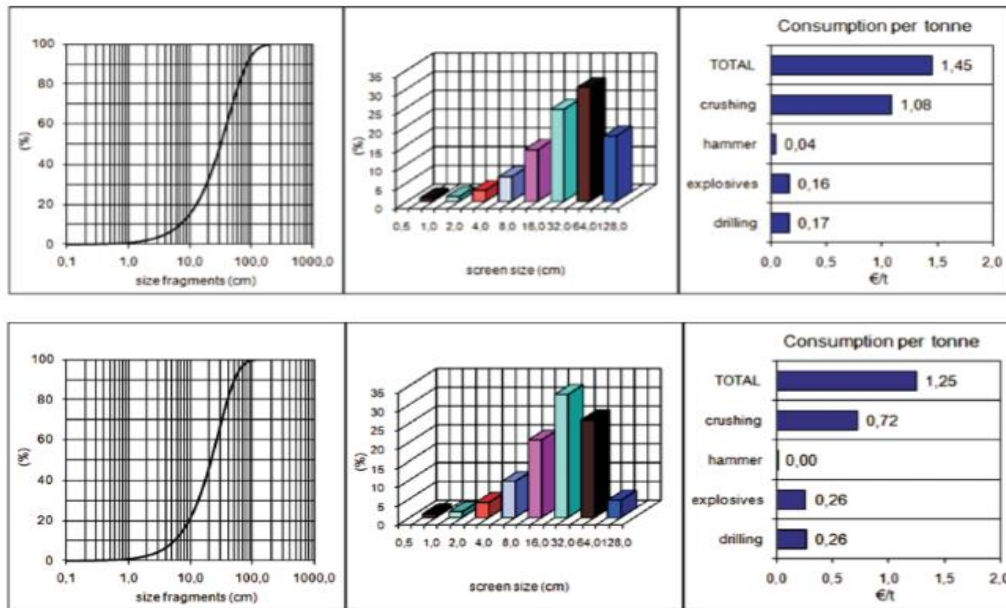 100
80
60
40
20
0
(%)
0,1 1,0 10,0 100,0 1000,0
size fragments (cm)
35
30
25
20
15
10
5
0
(%)
0,5 1,0 2,0 4,0 8,0 16,0 32,0 64,0 128,0
screen size (cm)
Consumption per tonne
TOTAL 1,45
crushing 1,08
hammer 0,04
explosives 0,16
drilling 0,17
0,0 0,5 1,0 1,5 2,0
€/t
100
80
60
40
20
0
(%)
0,1 1,0 10,0 100,0 1000,0
size fragments (cm)
35
30
25
20
15
10
5
0
(%)
0,5 1,0 2,0 4,0 8,0 16,0 32,0 64,0 128,0
screen size (cm)
Consumption per tonne
TOTAL 1,25
crushing 0,72
hammer 0,00
explosives 0,26
drilling 0,26
0,0 0,5 1,0 1,5 2,0
€/t